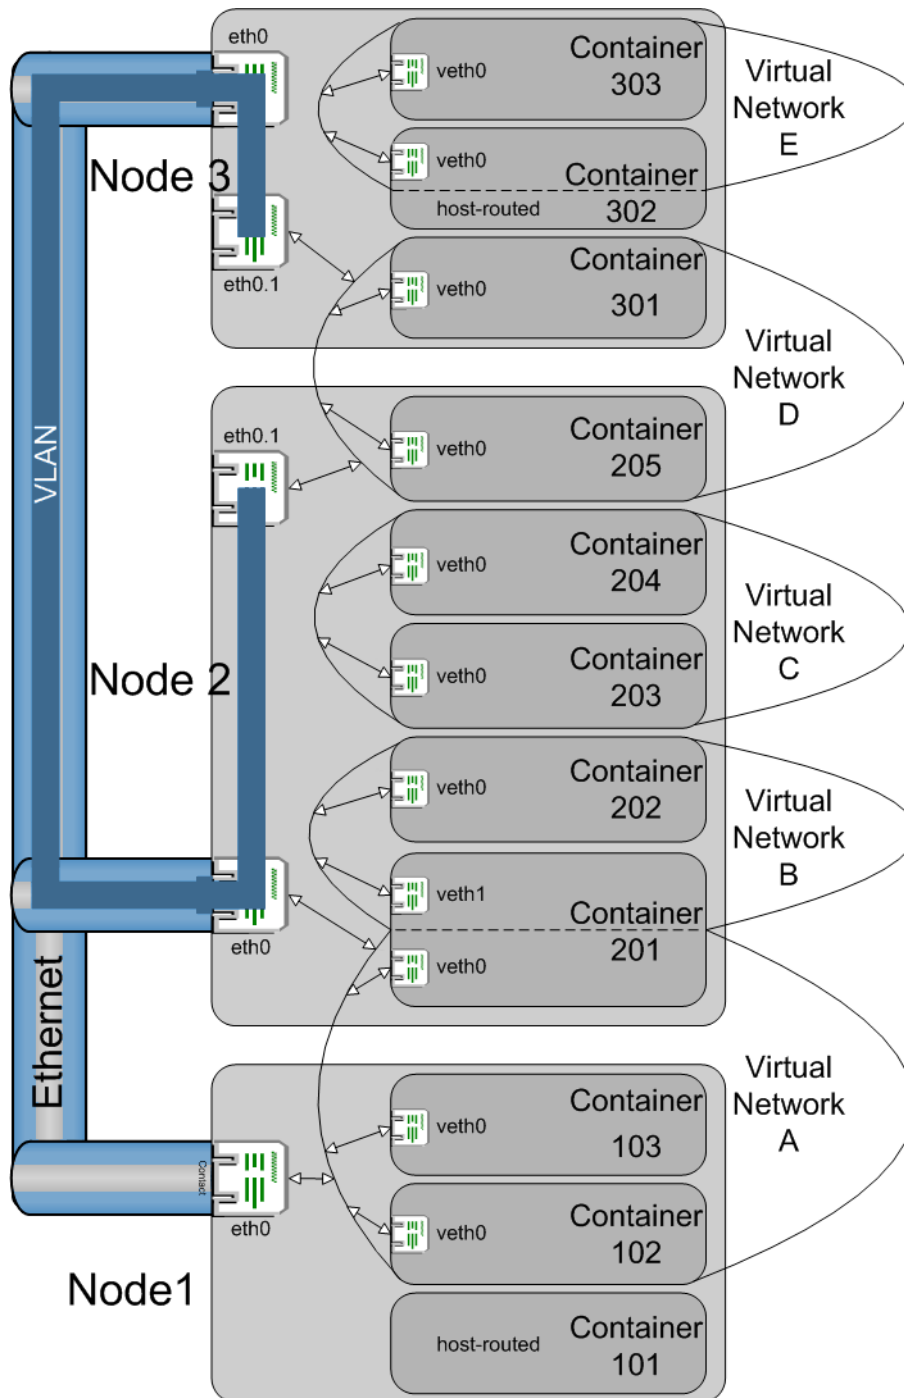 eth0
veth0
Container
303
Virtual
Network
E
Node 3
veth0
Container
302
host-routed
eth0.1
veth0
Container
301
Virtual
Network
D
eth0.1
veth0
Container
205
VLAN
veth0
Container
204
Virtual
Network
C
Node 2
veth0
Container
203
veth0
Container
202
Virtual
Network
B
veth1
Container
201
eth0
veth0
Ethernet
veth0
Container
103
Virtual
Network
A
Contact
eth0
veth0
Container
102
Node1
host-routed
Container
101